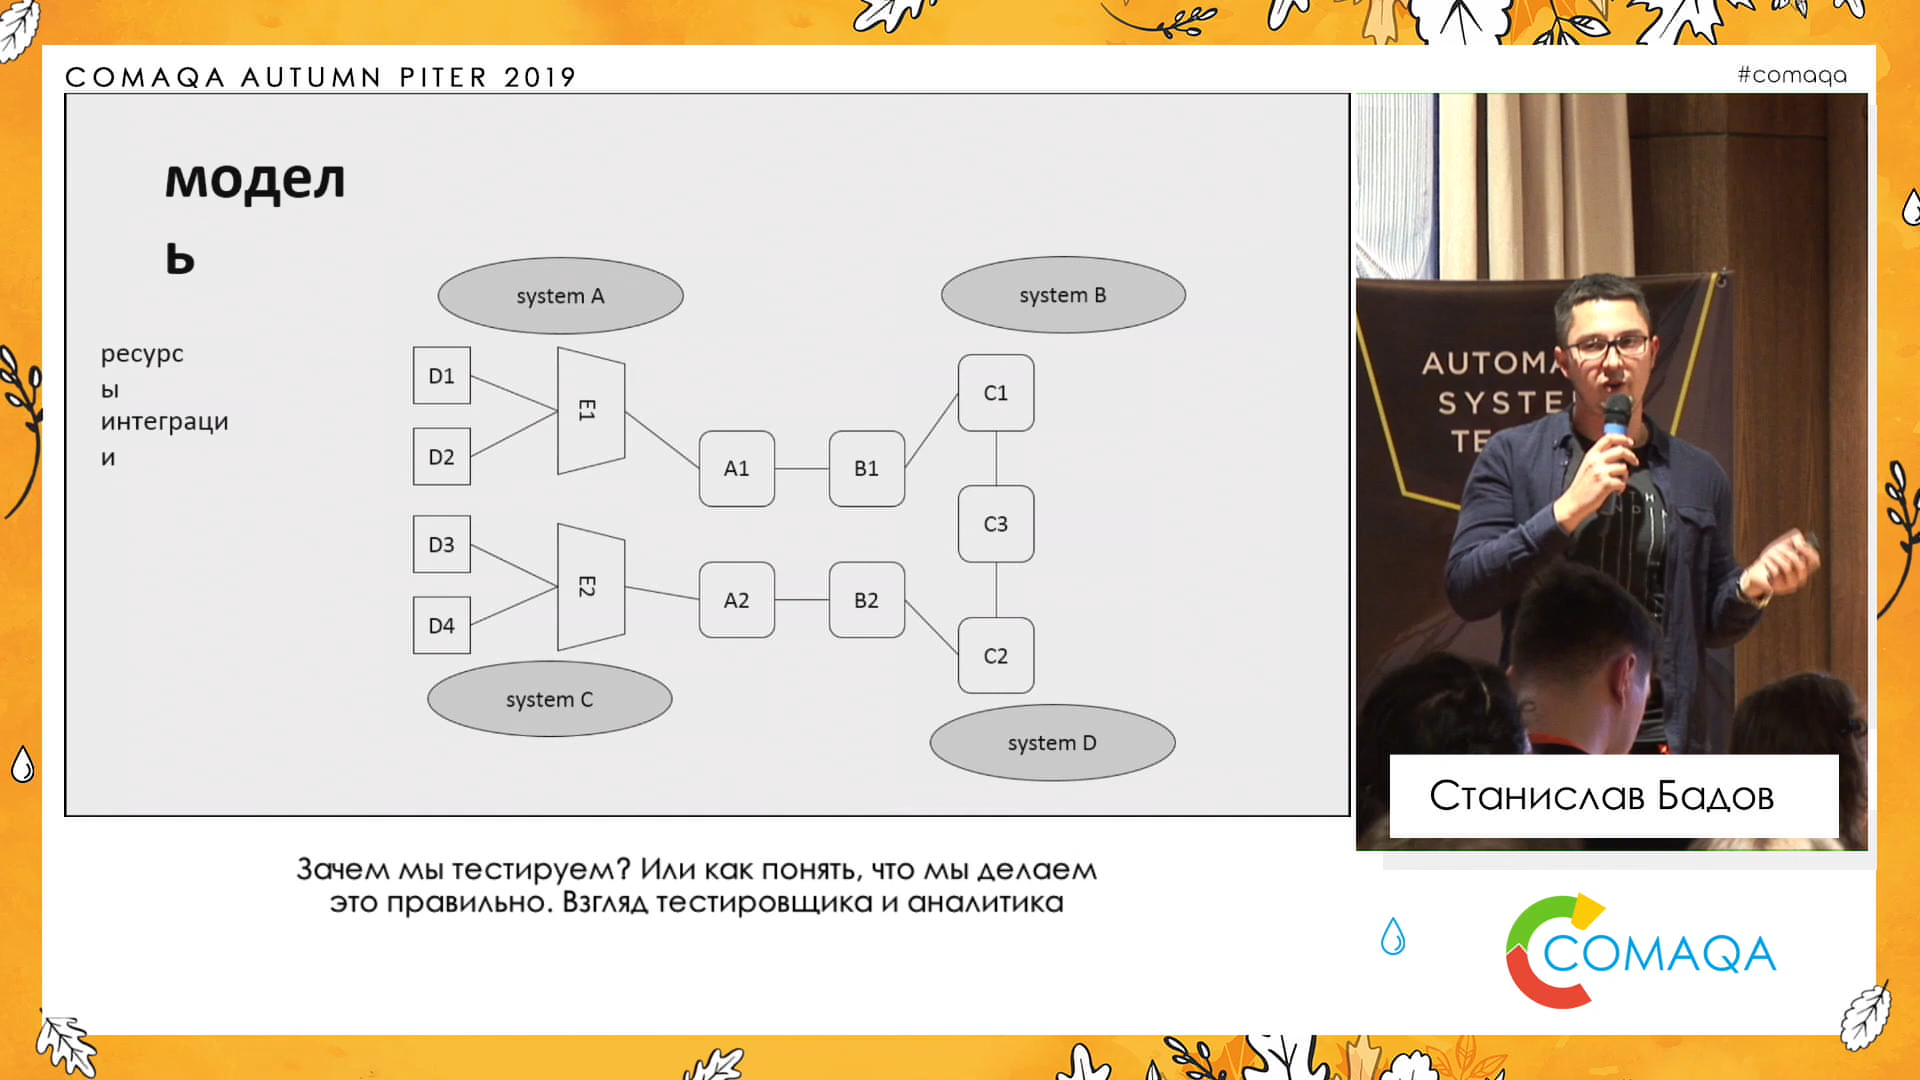 COMAQA AUTUMN PITER 2019
#comaqa
модел
ь
ресурс
ы
интеграци
и
system A
system B
D1
D2
E1
A1
B1
C1
C3
D3
D4
E2
A2
B2
C2
system C
system D
SYSTE
TE
Станислав Бадов
Зачем мы тестируем? Или как понять, что мы делаем
это правильно. Взгляд тестировщика и аналитика
COMAQA